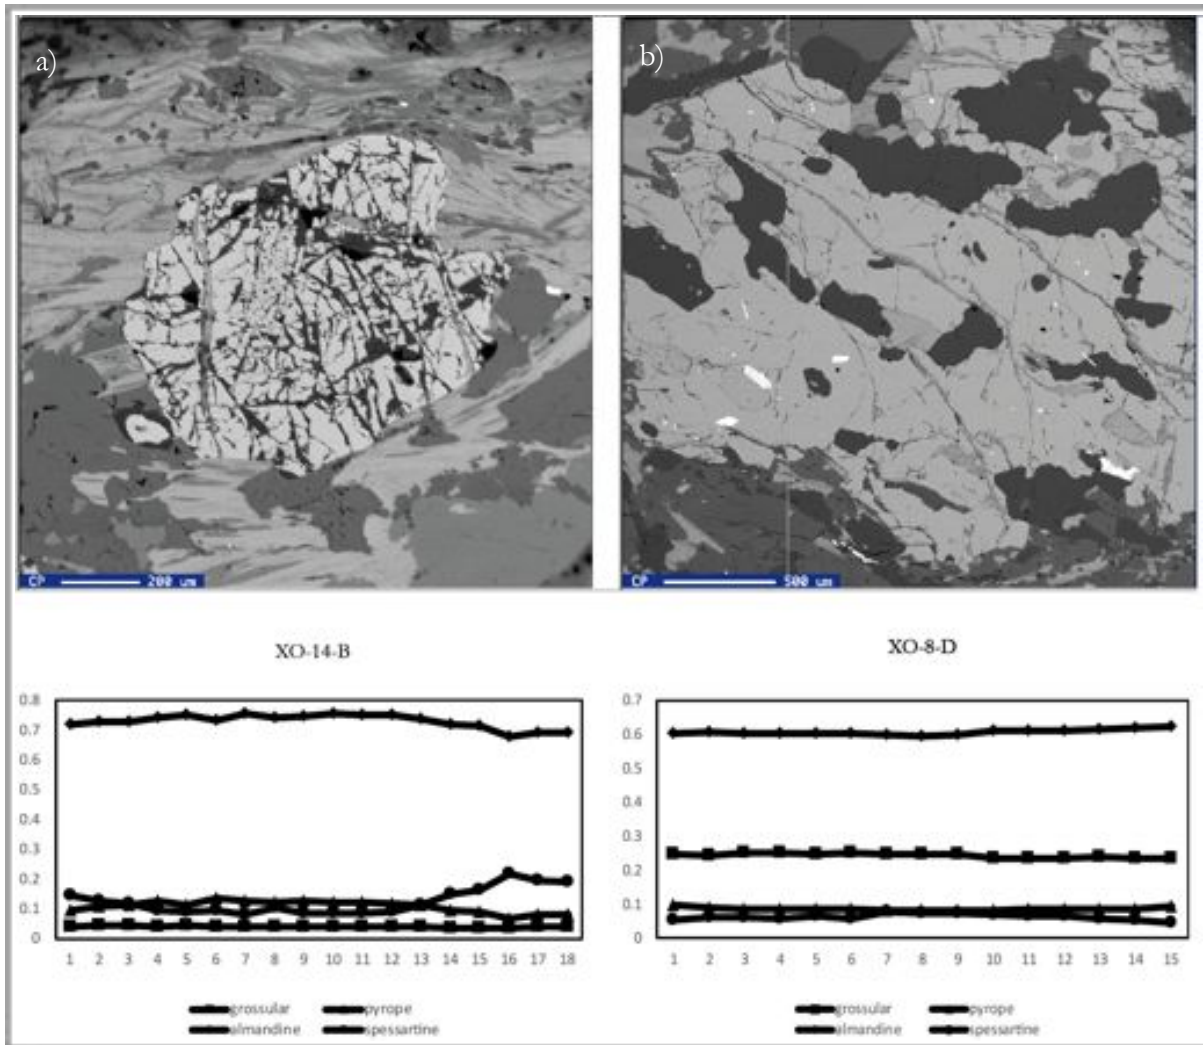 a)
b)
CP 200 um
CP 500 um
XO-14-B
XO-8-D
0.8
0.7
0.6
0.5
0.4
0.3
0.2
0.1
0
1 2 3 4 5 6 7 8 9 10 11 12 13 14 15 16 17 18
grossular pyrope
almandine spessartine
0.7
0.6
0.5
0.4
0.3
0.2
0.1
0
1 2 3 4 5 6 7 8 9 10 11 12 13 14 15
grossular pyrope
almandine spessartine